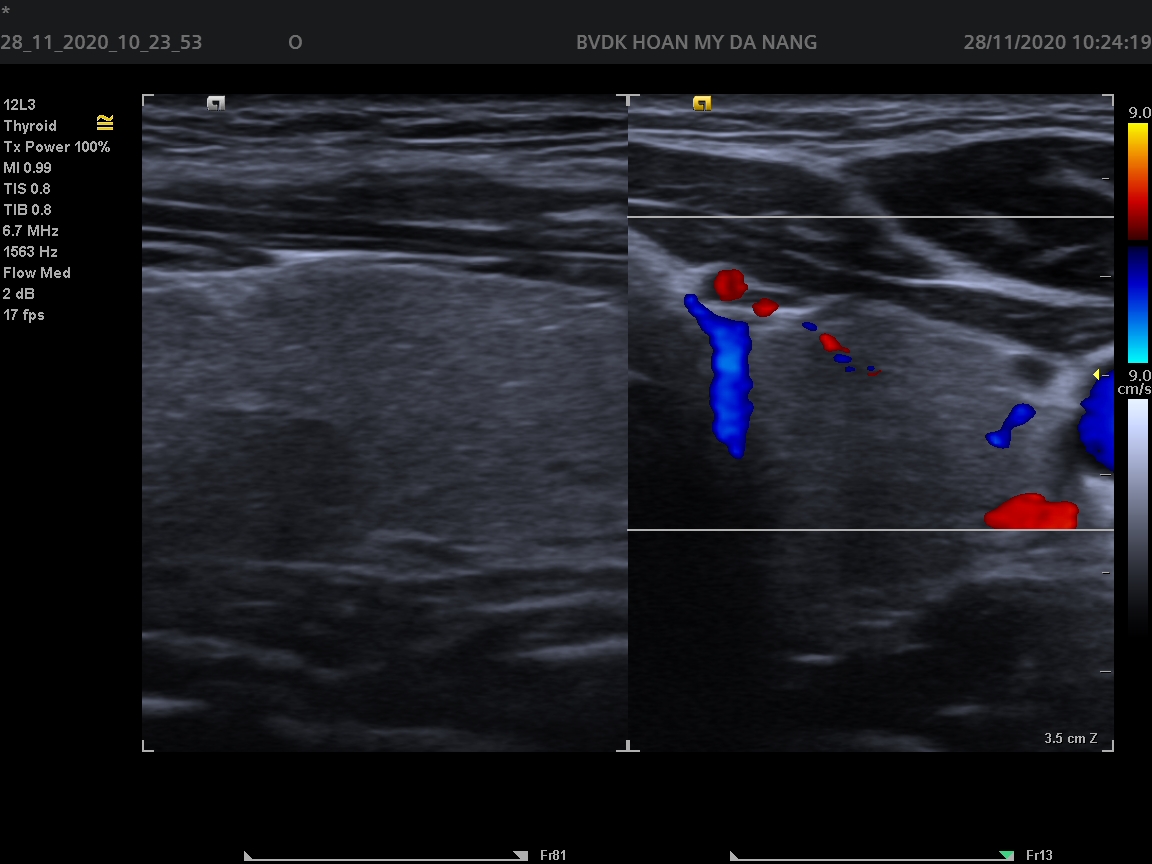 *
28_11_2020_10_23_53 O BVDK HOAN MY DA NANG 28/11/2020 10:24:19
12L3
Thyroid
Tx Power 100%
MI 0.99
TIS 0.8
TIB 0.8
6.7 MHz
1563 Hz
Flow Med
2 dB
17 fps
9.0
9.0
cm/s
3.5 cm Z
Fr81 Fr13